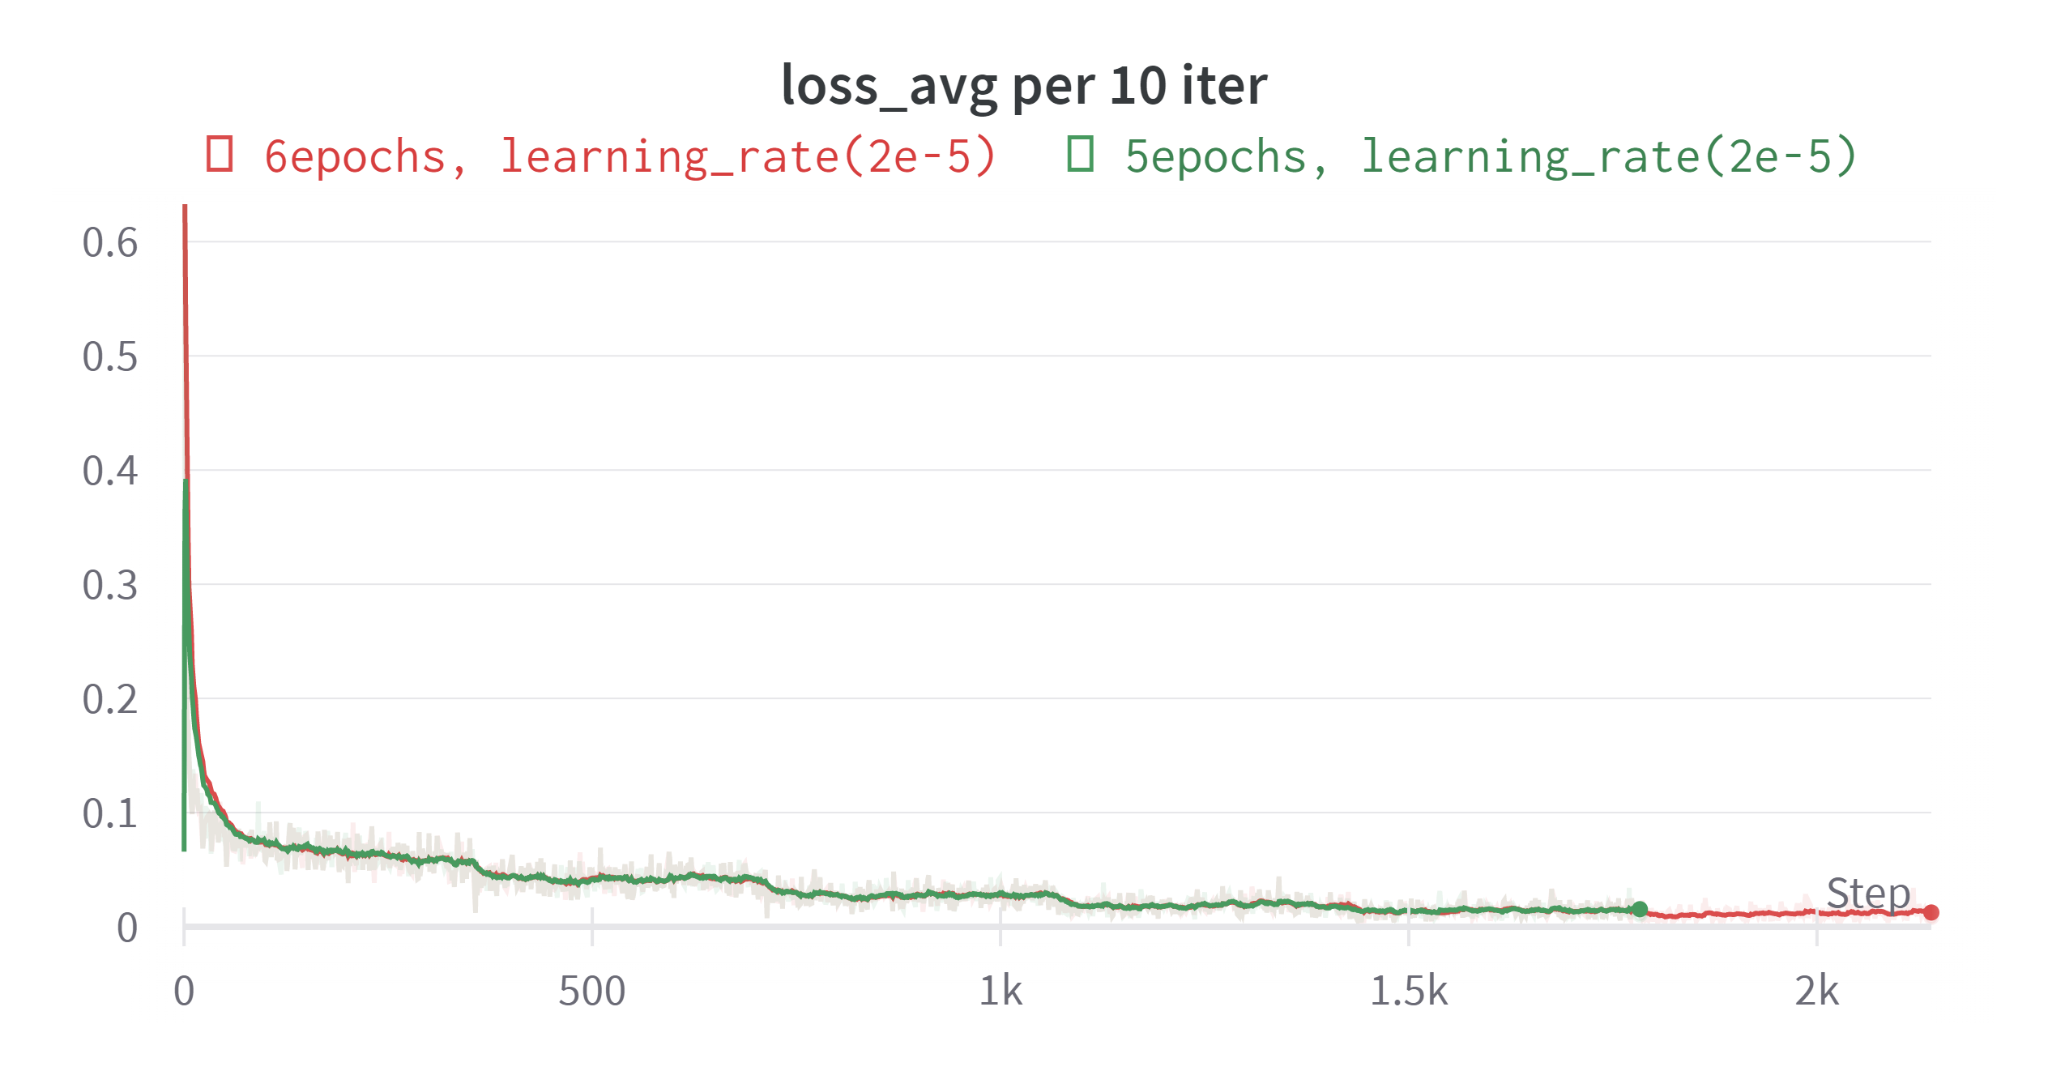 loss_avg per 10 iter
6epochs, learning_rate(2e-5) 5epochs, learning_rate(2e-5)
0.6
0.5
0.4
0.3
0.2
0.1
0
Step
0 500 1k 1.5k 2k